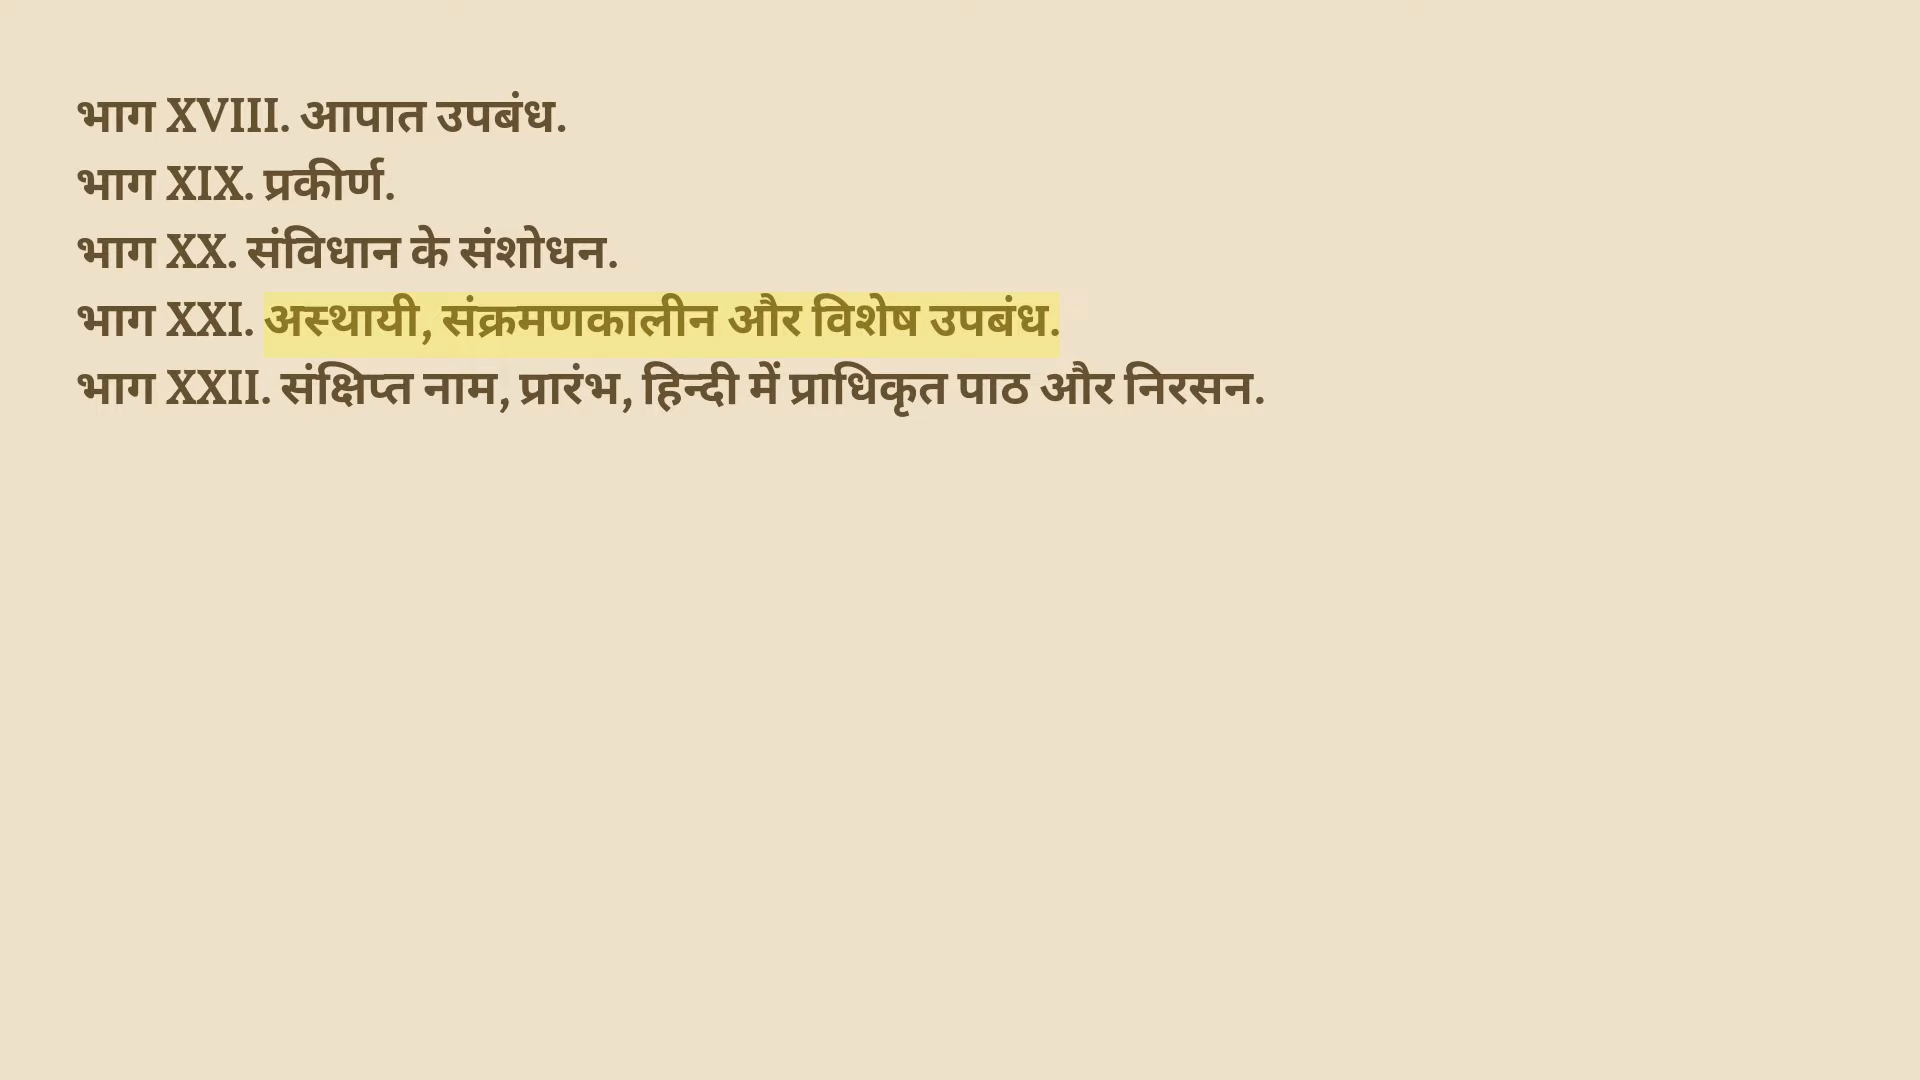 भाग XVIII. आपात उपबंध.
भाग XIX. प्रकीर्ण.
भाग XX. संविधान के संशोधन.
भाग XXI. अस्थायी, संक्रमणकालीन और विशेष उपबंध.
भाग XXII. संक्षिप्त नाम, प्रारंभ, हिन्दी में प्राधिकृत पाठ और निरसन.